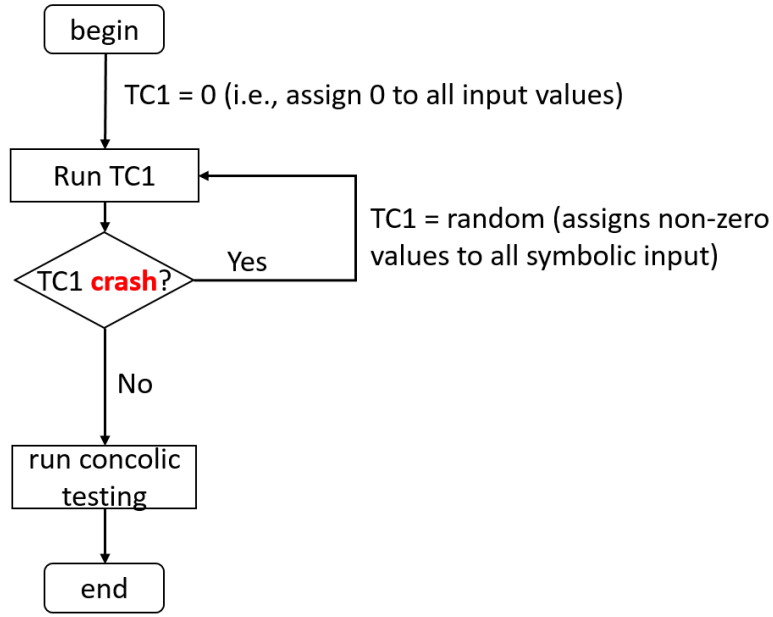 begin
TC1 = 0 (i.e., assign 0 to all input values)
Run TC1
TC1 = random (assigns non-zero
values to all symbolic input)
TC1 crash?
Yes
No
run concolic
testing
end